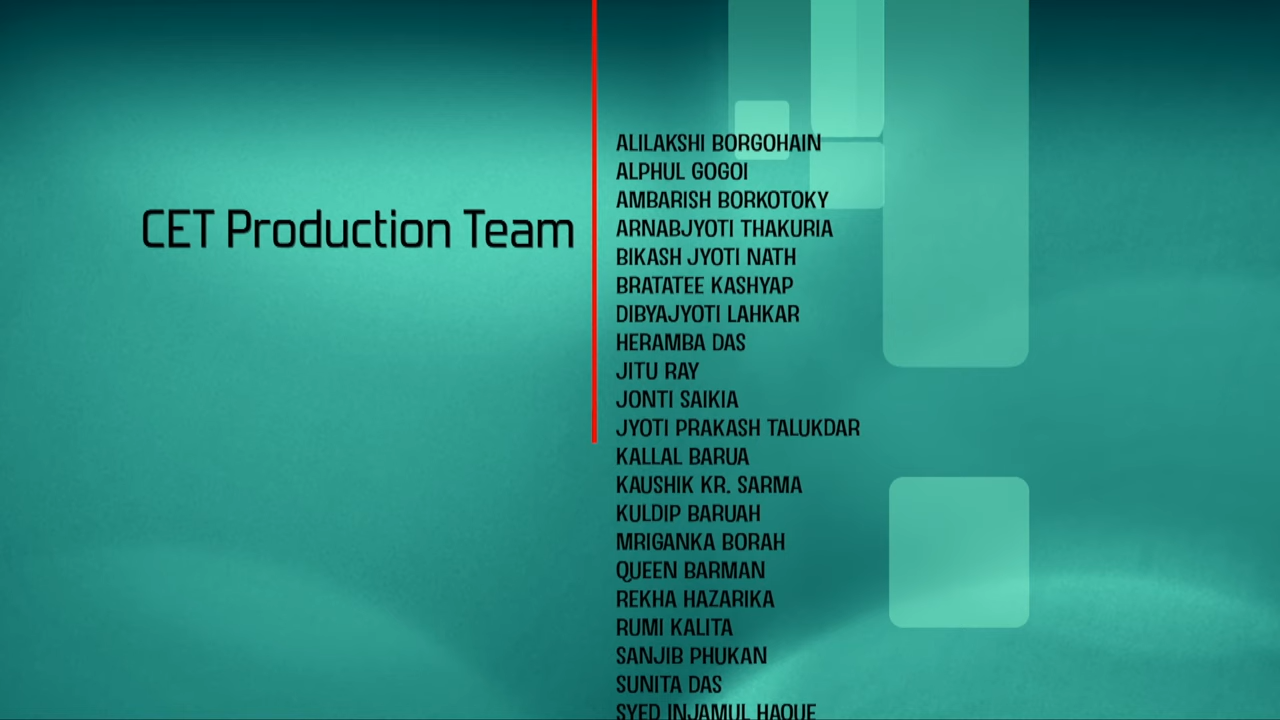 CET Production Team
ALILAKSHI BORGOHAIN
ALPHUL GOGOI
AMBARISH BORKOTOKY
ARNABJYOTI THAKURIA
BIKASH JYOTI NATH
BRATATEE KASHYAP
DIBYAJYOTI LAHKAR
HERAMBA DAS
JITU RAY
JONTI SAIKIA
JYOTI PRAKASH TALUKDAR
KALLAL BARUA
KAUSHIK KR. SARMA
KULDIP BARUAH
MRIGANKA BORAH
QUEEN BARMAN
REKHA HAZARIKA
RUMI KALITA
SANJIB PHUKAN
SUNITA DAS
SYED INJAMUL HAQUE